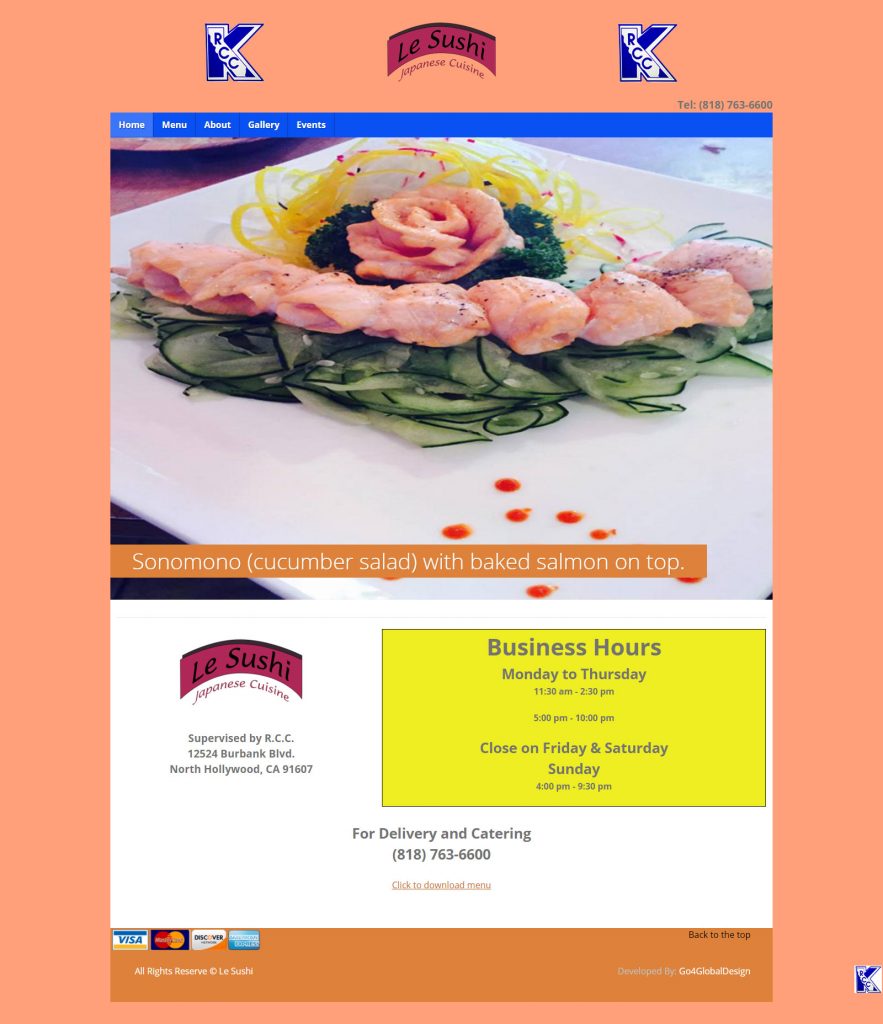 K
RCC
Le Sushi
Japanese Cuisine
K
RCC
Tel: (818) 763-6600
Home Menu About Gallery Events
Sonomono (cucumber salad) with baked salmon on top.
Le Sushi
Japanese Cuisine
Supervised by R.C.C.
12524 Burbank Blvd.
North Hollywood, CA 91607
Business Hours
Monday to Thursday
11:30 am - 2:30 pm
5:00 pm - 10:00 pm
Close on Friday & Saturday
Sunday
4:00 pm - 9:30 pm
For Delivery and Catering
(818) 763-6600
Click to download menu
VISA MasterCard DISCOVER AMERICAN
NETWORK EXPRESS
Back to the top
All Rights Reserve © Le Sushi
Developed By: Go4GlobalDesign
K
RCC